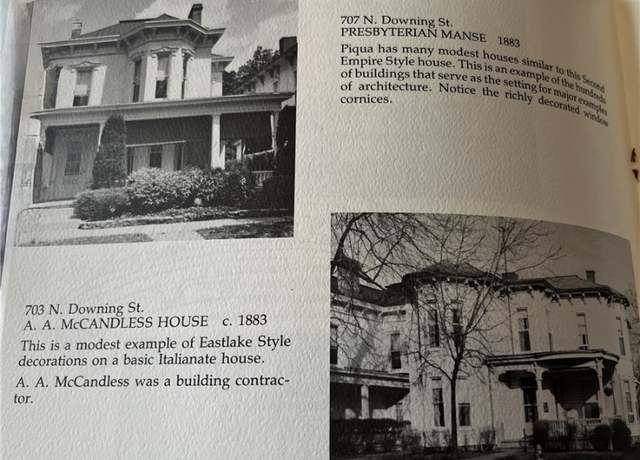 707 N. Downing St.
PRESBYTERIAN MANSE 1883
Piqua has many modest houses similar to this Second
Empire Style house. This is an example of the hundreds
of buildings that serve as the setting for major examples
of architecture. Notice the richly decorated window
cornices.
703 N. Downing St.
A. A. McCANDLESS HOUSE c. 1883
This is a modest example of Eastlake Style
decorations on a basic Italianate house.
A. A. McCandless was a building contrac-
tor.